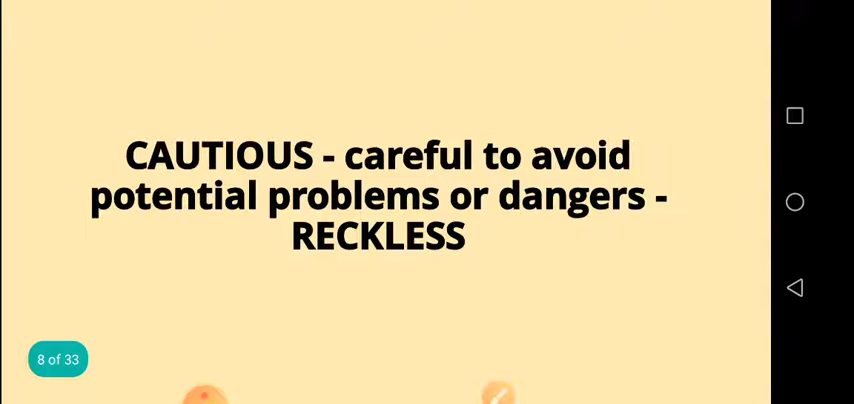 CAUTIOUS - careful to avoid
potential problems or dangers -
RECKLESS
8 of 33